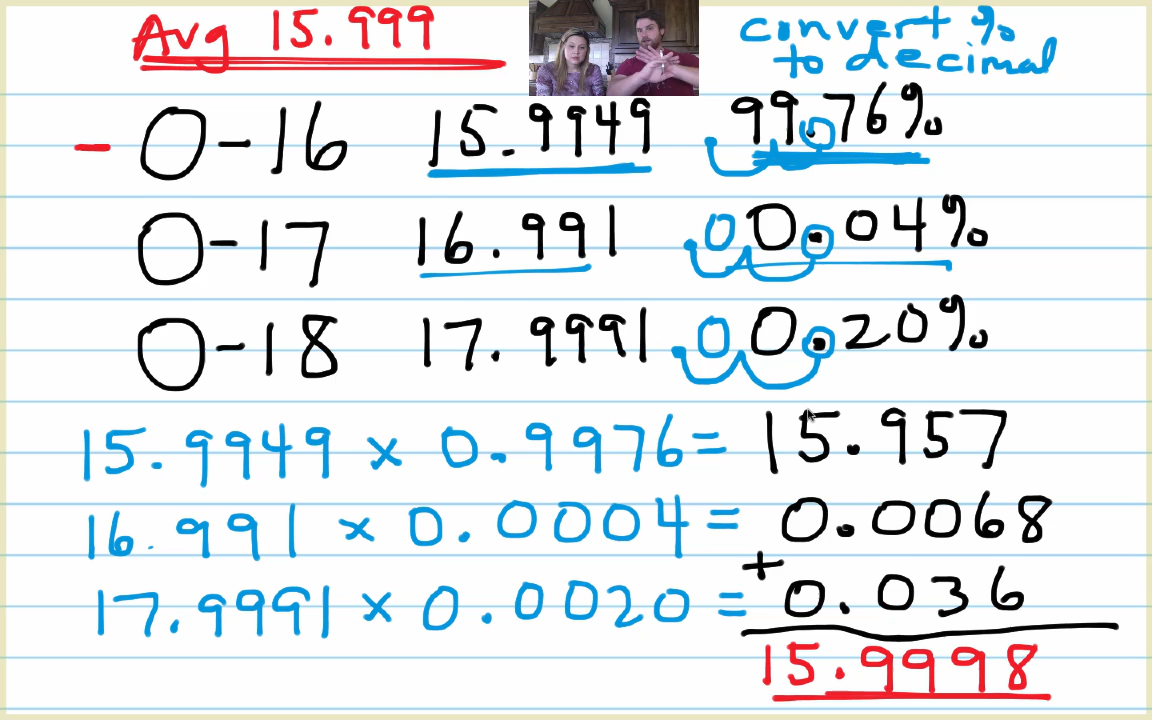 Avg 15.999
convert %
to decimal
- O-16 15.9949 99.76%
O-17 16.991 00.04%
O-18 17.9991 00.20%
15.9949 x 0.9976 = 15.957
16.991 x 0.0004 = 0.0068
17.9991 x 0.0020 = + 0.036
15.9998